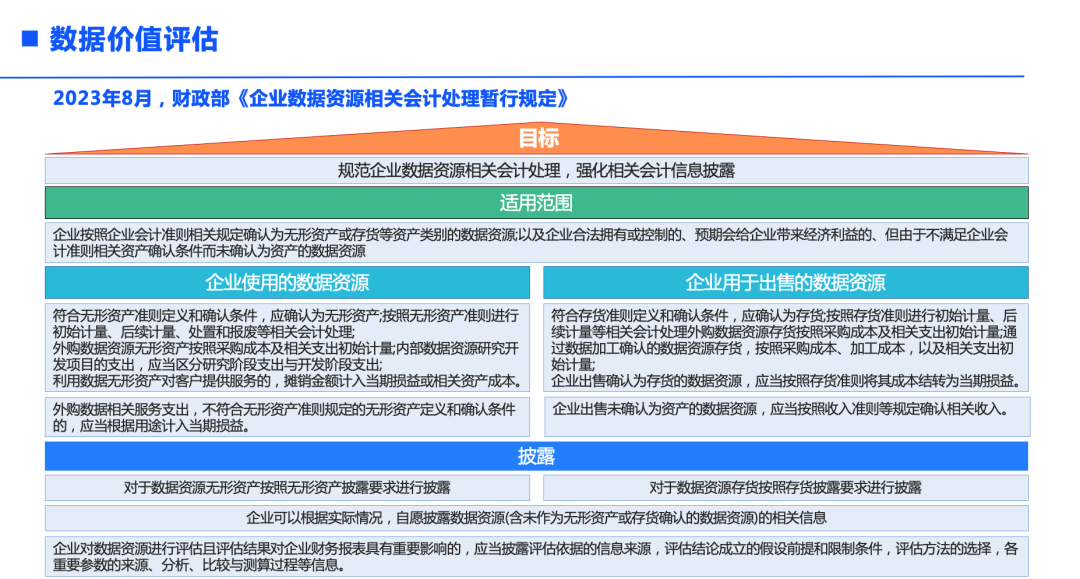 数据价值评估
2023年8月，财政部《企业数据资源相关会计处理暂行规定》
目标
规范企业数据资源相关会计处理，强化相关会计信息披露
适用范围
企业按照企业会计准则相关规定确认为无形资产或存货等资产类别的数据资源;以及企业合法拥有或控制的、预期会给企业带来经济利益的、但由于不满足企业会
计准则相关资产确认条件而未确认为资产的数据资源
企业使用的数据资源
符合无形资产准则定义和确认条件，应确认为无形资产;按照无形资产准则进行
初始计量、后续计量、处置和报废等相关会计处理;
外购数据资源无形资产按照采购成本及相关支出初始计量;内部数据资源研究开
发项目的支出，应当区分研究阶段支出与开发阶段支出;
利用数据无形资产对客户提供服务的，摊销金额计入当期损益或相关资产成本。
外购数据相关服务支出，不符合无形资产准则规定的无形资产定义和确认条件
的，应当根据用途计入当期损益。
企业用于出售的数据资源
符合存货准则定义和确认条件，应确认为存货;按照存货准则进行初始计量、后
续计量等相关会计处理外购数据资源存货按照采购成本及相关支出初始计量;通
过数据加工确认的数据资源存货，按照采购成本、加工成本，以及相关支出初
始计量;
企业出售确认为存货的数据资源，应当按照存货准则将其成本结转为当期损益。
企业出售未确认为资产的数据资源，应当按照收入准则等规定确认相关收入。
披露
对于数据资源无形资产按照无形资产披露要求进行披露
对于数据资源存货按照存货披露要求进行披露
企业可以根据实际情况，自愿披露数据资源(含未作为无形资产或存货确认的数据资源)的相关信息
企业对数据资源进行评估且评估结果对企业财务报表具有重要影响的，应当披露评估依据的信息来源，评估结论成立的假设前提和限制条件，评估方法的选择，各
重要参数的来源、分析、比较与测算过程等信息。